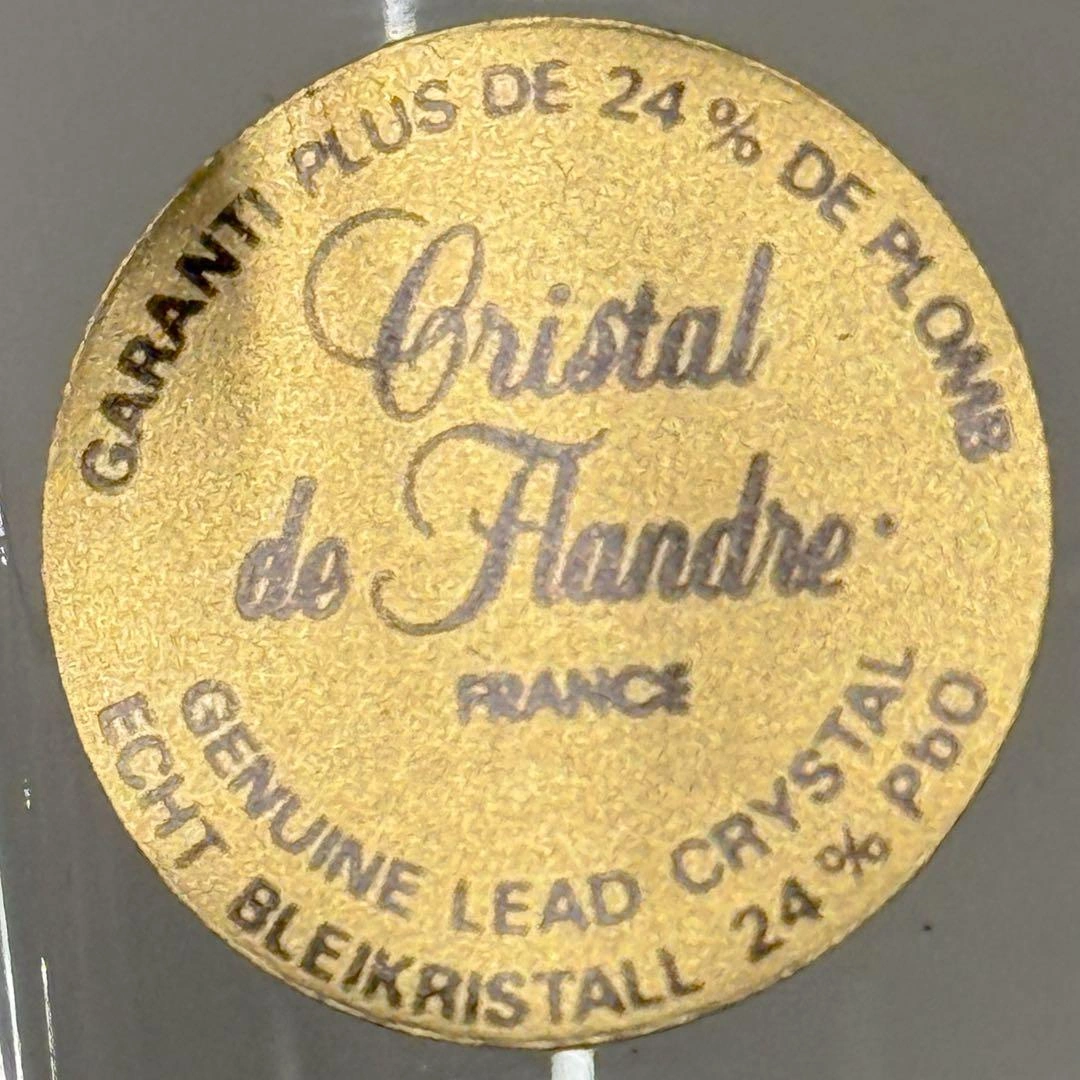 GARANTI PLUS DE 24 % DE PLOMB
Cristal
de Flandre
FRANCE
GENUINE LEAD CRYSTAL
ECHT BLEIKRISTALL 24 % PbO